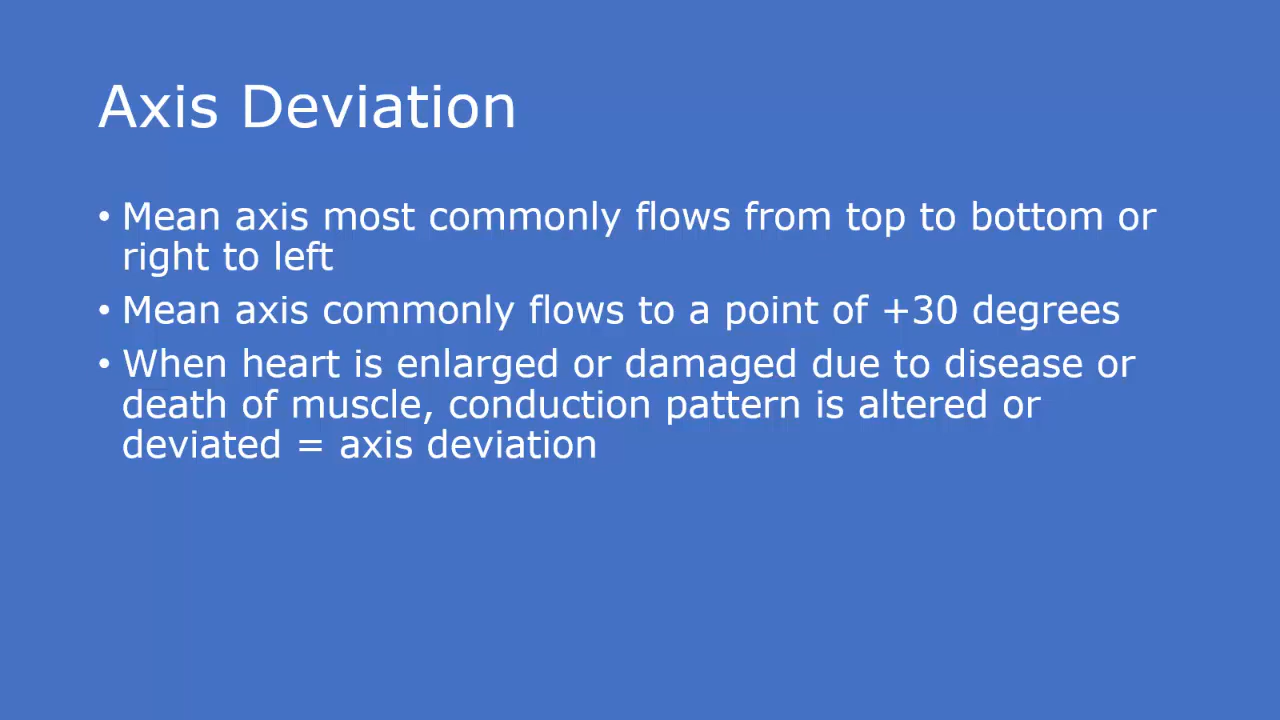 Axis Deviation
• Mean axis most commonly flows from top to bottom or
right to left
• Mean axis commonly flows to a point of +30 degrees
• When heart is enlarged or damaged due to disease or
death of muscle, conduction pattern is altered or
deviated = axis deviation